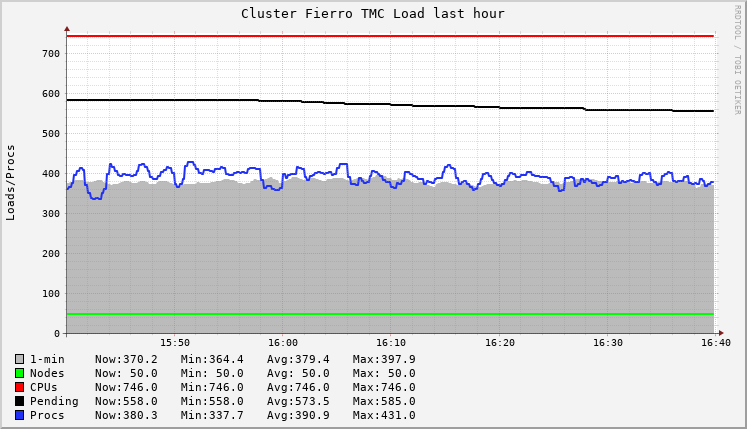 Cluster Fierro TMC Load last hour
RRDTOOL / TOBI OETIKER
Loads/Procs
700
600
500
400
300
200
100
0
15:50 16:00 16:10 16:20 16:30 16:40
1-min Now:370.2 Min:364.4 Avg:379.4 Max:397.9
Nodes Now: 50.0 Min: 50.0 Avg: 50.0 Max: 50.0
CPUs Now:746.0 Min:746.0 Avg:746.0 Max:746.0
Pending Now:558.0 Min:558.0 Avg:573.5 Max:585.0
Procs Now:380.3 Min:337.7 Avg:390.9 Max:431.0